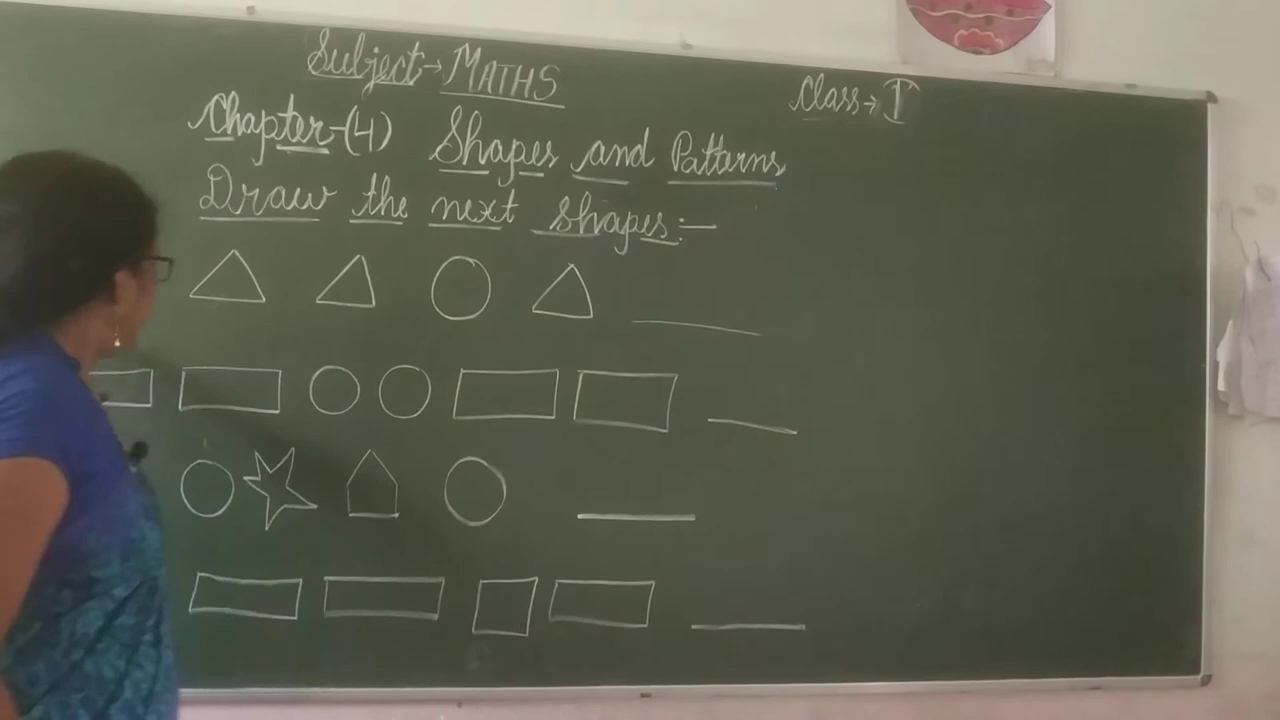 Subject → MATHS
Class → I
Chapter-(4) Shapes and Patterns
Draw the next shapes:—